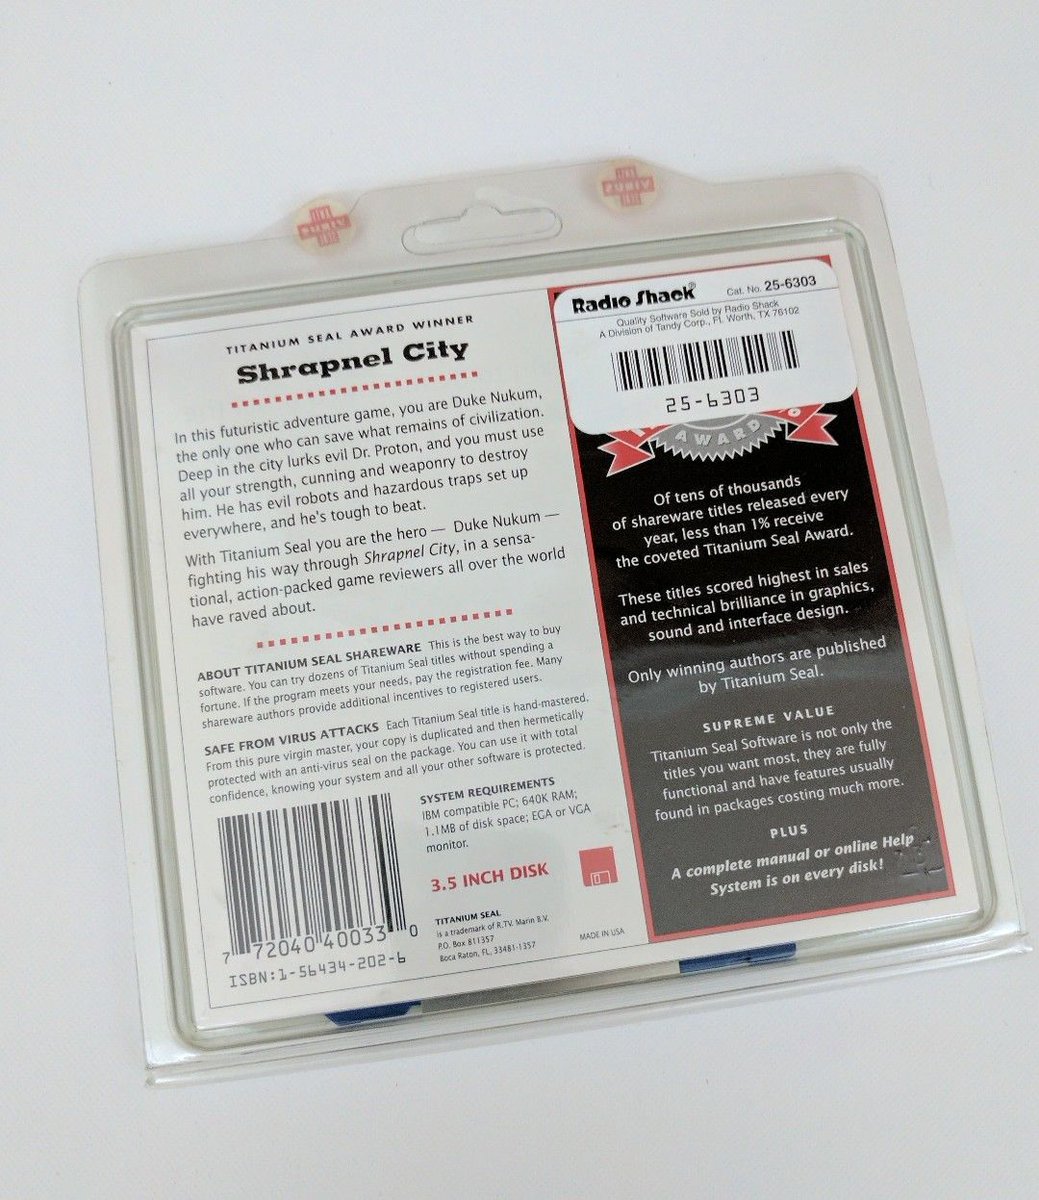 TITANIUM SEAL AWARD WINNER
Shrapnel City
In this futuristic adventure game, you are Duke Nukum,
the only one who can save what remains of civilization.
Deep in the city lurks evil Dr. Proton, and you must use
all your strength, cunning and weaponry to destroy
him. He has evil robots and hazardous traps set up
everywhere, and he's tough to beat.
With Titanium Seal you are the hero — Duke Nukum —
fighting his way through Shrapnel City, in a sensa-
tional, action-packed game reviewers all over the world
have raved about.
ABOUT TITANIUM SEAL SHAREWARE This is the best way to buy
software. You can try dozens of Titanium Seal titles without spending a
fortune. If the program meets your needs, pay the registration fee. Many
shareware authors provide additional incentives to registered users.
SAFE FROM VIRUS ATTACKS Each Titanium Seal title is hand-mastered.
From this pure virgin master, your copy is duplicated and then hermetically
protected with an anti-virus seal on the package. You can use it with total
confidence, knowing your system and all your other software is protected.
SYSTEM REQUIREMENTS
IBM compatible PC; 640K RAM;
1.1MB of disk space; EGA or VGA
monitor.
3.5 INCH DISK
TITANIUM SEAL
is a trademark of R.TV. Marin B.V.
P.O. Box 811357
Boca Raton, FL, 33481-1357
MADE IN USA
7 72040 40033 0
ISBN:1-56434-202-6
Radio Shack®
Cat. No. 25-6303
Quality Software Sold by Radio Shack
A Division of Tandy Corp., Ft. Worth, TX 76102
25-6303
AWARD
Of tens of thousands
of shareware titles released every
year, less than 1% receive
the coveted Titanium Seal Award.
These titles scored highest in sales
and technical brilliance in graphics,
sound and interface design.
Only winning authors are published
by Titanium Seal.
SUPREME VALUE
Titanium Seal Software is not only the
titles you want most, they are fully
functional and have features usually
found in packages costing much more.
PLUS
A complete manual or online Help
System is on every disk!